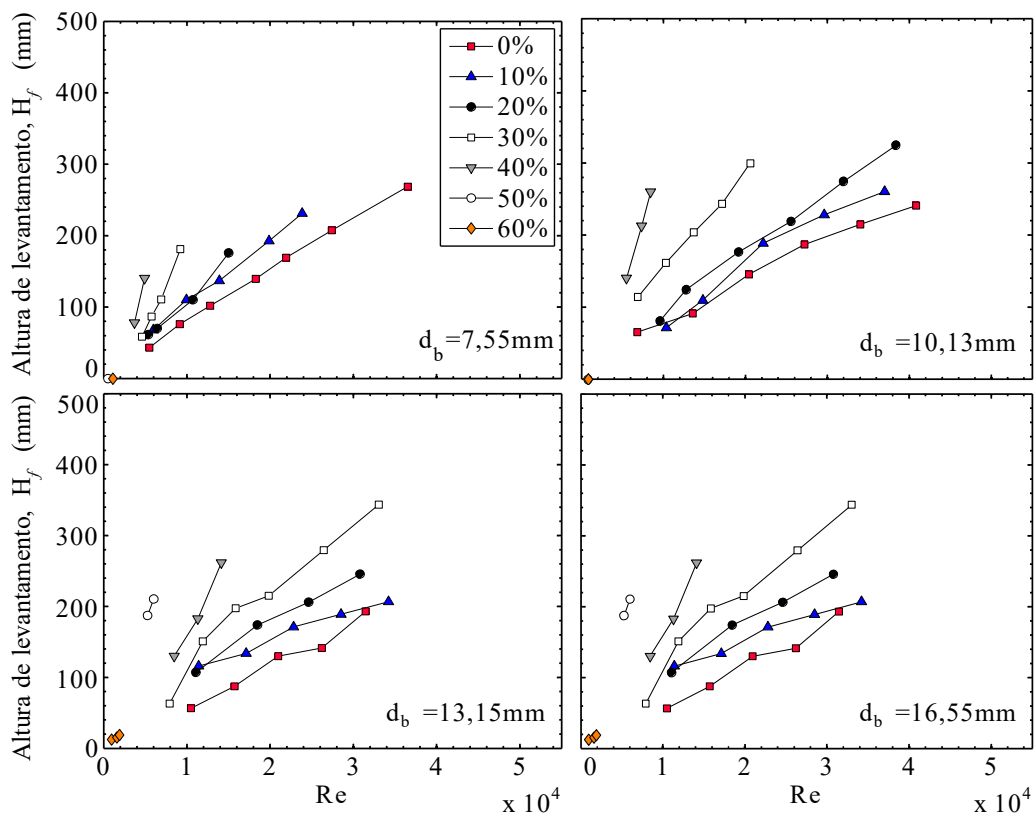 Altura de levantamento, H_f (mm)
500
400
300
200
100
0
0%
10%
20%
30%
40%
50%
60%
d_b =7,55mm
d_b =10,13mm
Altura de levantamento, H_f (mm)
500
400
300
200
100
0
d_b =13,15mm
d_b =16,55mm
0 1 2 3 4
Re
x 10^4
0 1 2 3 4
Re
x 10^4